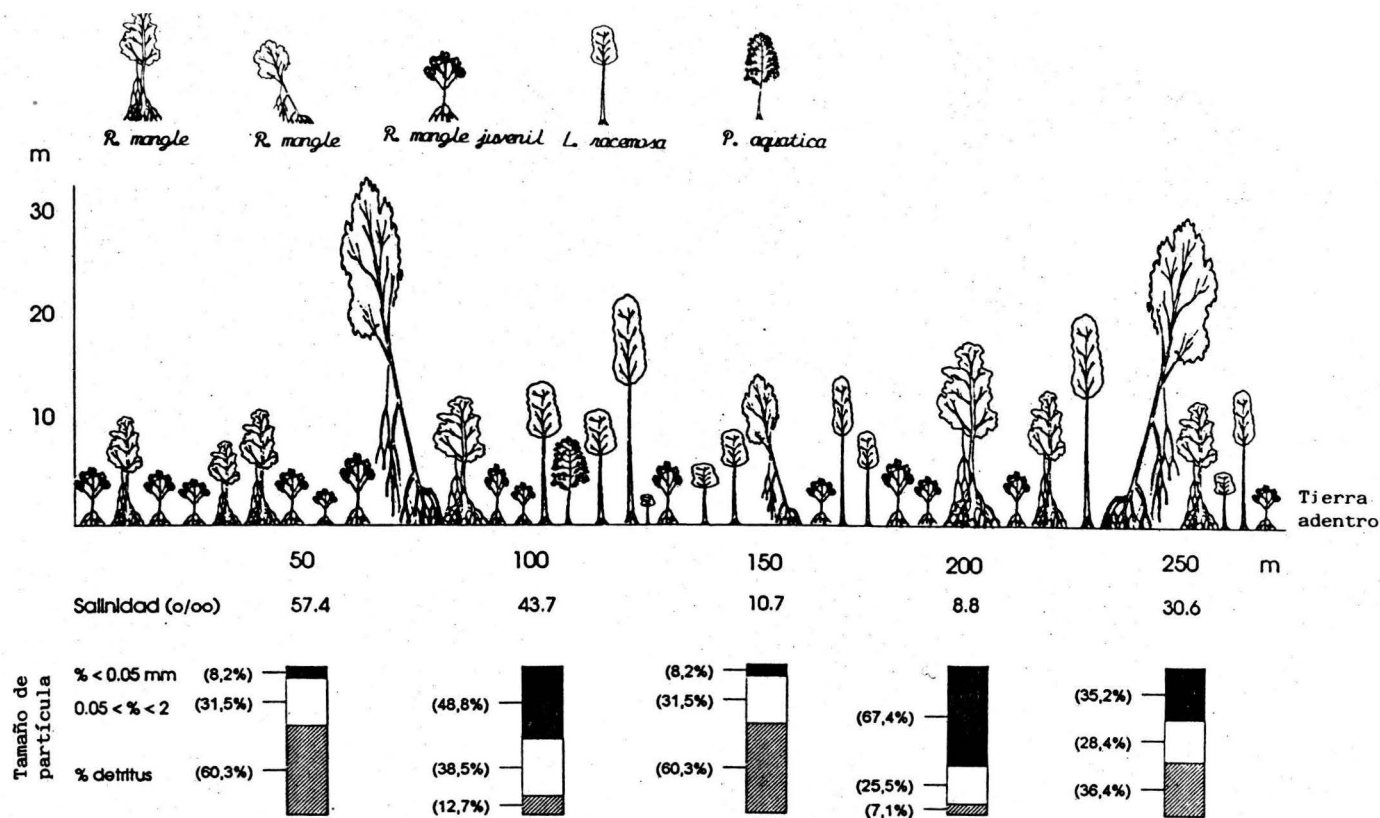 R. mangle R. mangle R. mangle juvenil L. racemosa P. aquatica
m
30
20
10
Tierra
adentro
50 100 150 200 250 m
Salinidad (o/oo) 57.4 43.7 10.7 8.8 30.6
Tamaño de
partícula
% < 0.05 mm (8,2%) (48,8%) (8,2%) (67,4%) (35,2%)
0.05 < % < 2 (31,5%) (38,5%) (31,5%) (25,5%) (28,4%)
% detritus (60,3%) (12,7%) (60,3%) (7,1%) (36,4%)